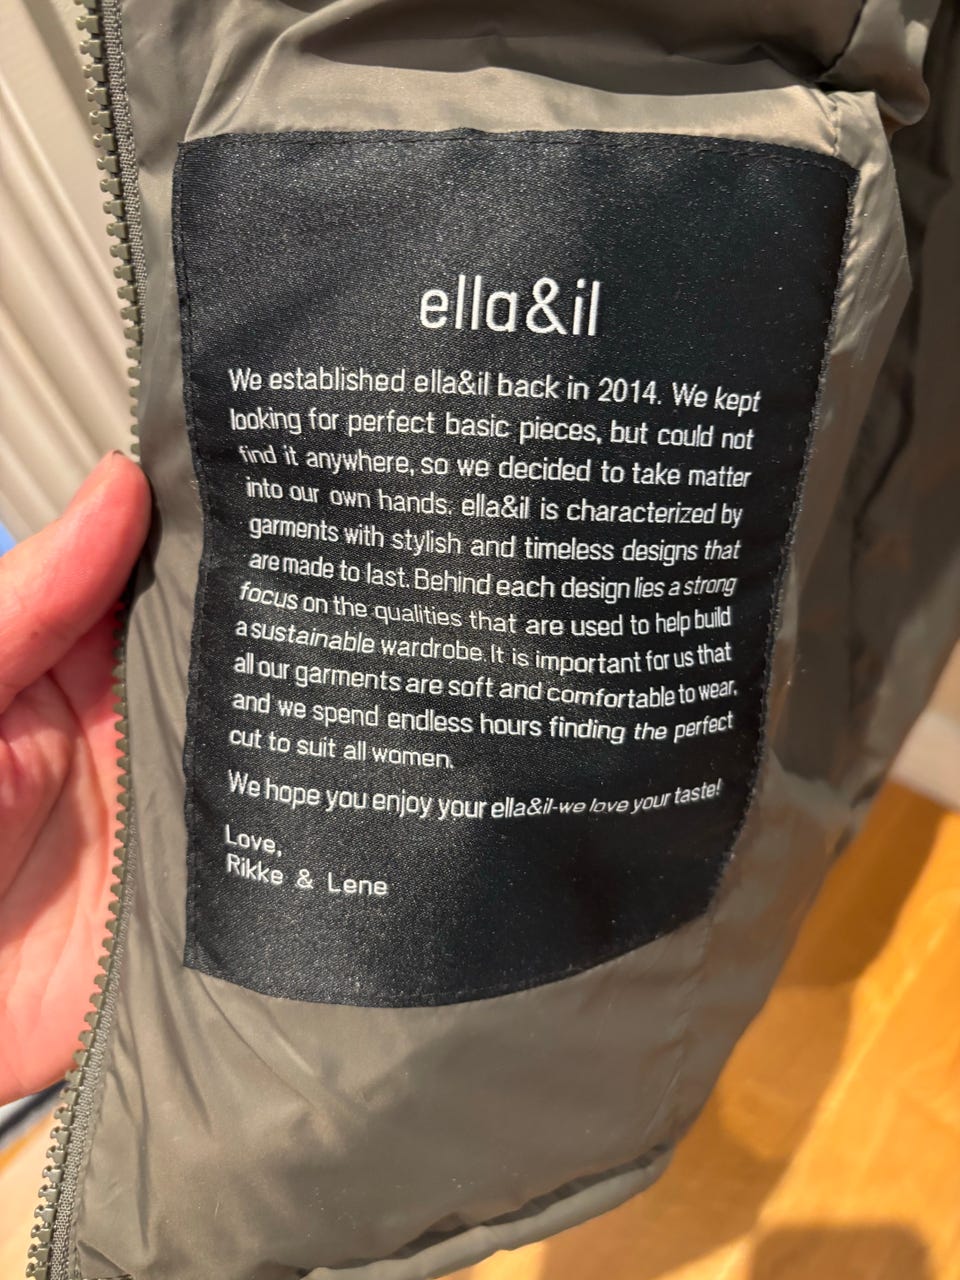 ella&il
We established ella&il back in 2014. We kept
looking for perfect basic pieces, but could not
find it anywhere, so we decided to take matter
into our own hands. ella&il is characterized by
garments with stylish and timeless designs that
are made to last. Behind each design lies a strong
focus on the qualities that are used to help build
a sustainable wardrobe. It is important for us that
all our garments are soft and comfortable to wear,
and we spend endless hours finding the perfect
cut to suit all women.
We hope you enjoy your ella&il-we love your taste!
Love,
Rikke & Lene